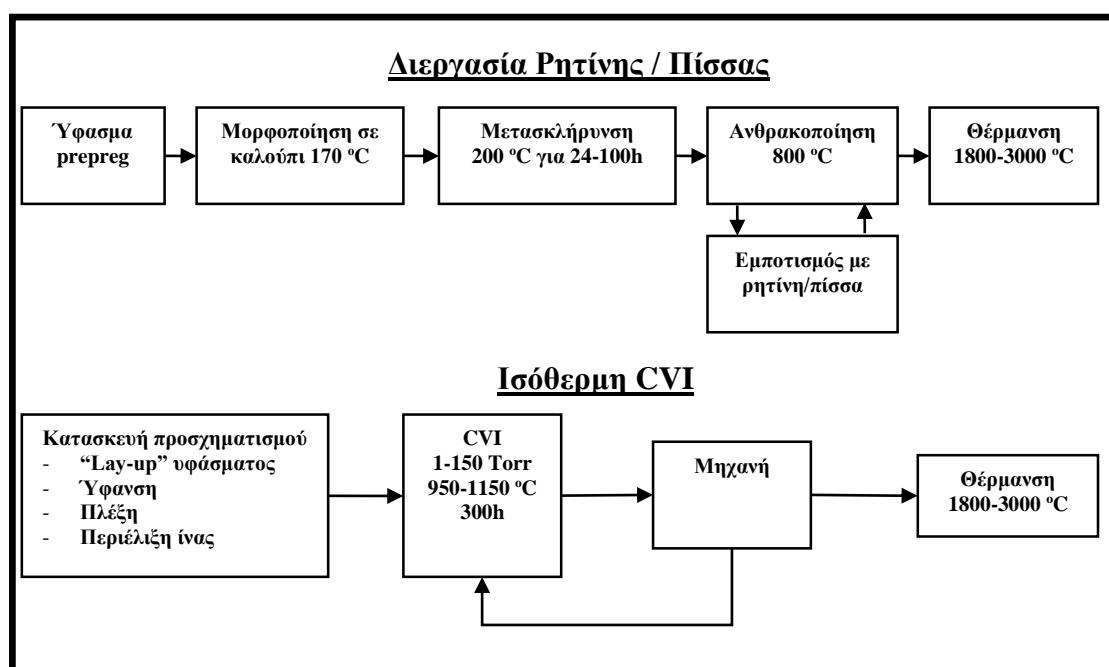 Διεργασία Ρητίνης / Πίσσας
Ύφασμα
prepreg
Μορφοποίηση σε
καλούπι 170 ºC
Μετασκλήρυνση
200 ºC για 24-100h
Ανθρακοποίηση
800 ºC
Θέρμανση
1800-3000 ºC
Εμποτισμός με
ρητίνη/πίσσα
Ισόθερμη CVI
Κατασκευή προσχηματισμού
- “Lay-up” υφάσματος
- Ύφανση
- Πλέξη
- Περιέλιξη ίνας
CVI
1-150 Torr
950-1150 ºC
300h
Μηχανή
Θέρμανση
1800-3000 ºC